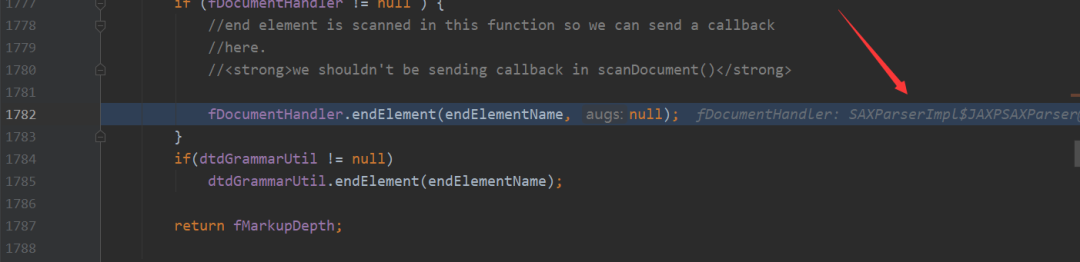 1777 if (fDocumentHandler != null ) {
1778 //end element is scanned in this function so we can send a callback
1779 //here.
1780 //<strong>we shouldn't be sending callback in scanDocument()</strong>
1781
1782 fDocumentHandler.endElement(endElementName, augs: null); fDocumentHandler: SAXParserImpl$JAXPSAXParser@
1783 }
1784 if(dtdGrammarUtil != null)
1785 dtdGrammarUtil.endElement(endElementName);
1786
1787 return fMarkupDepth;
1788